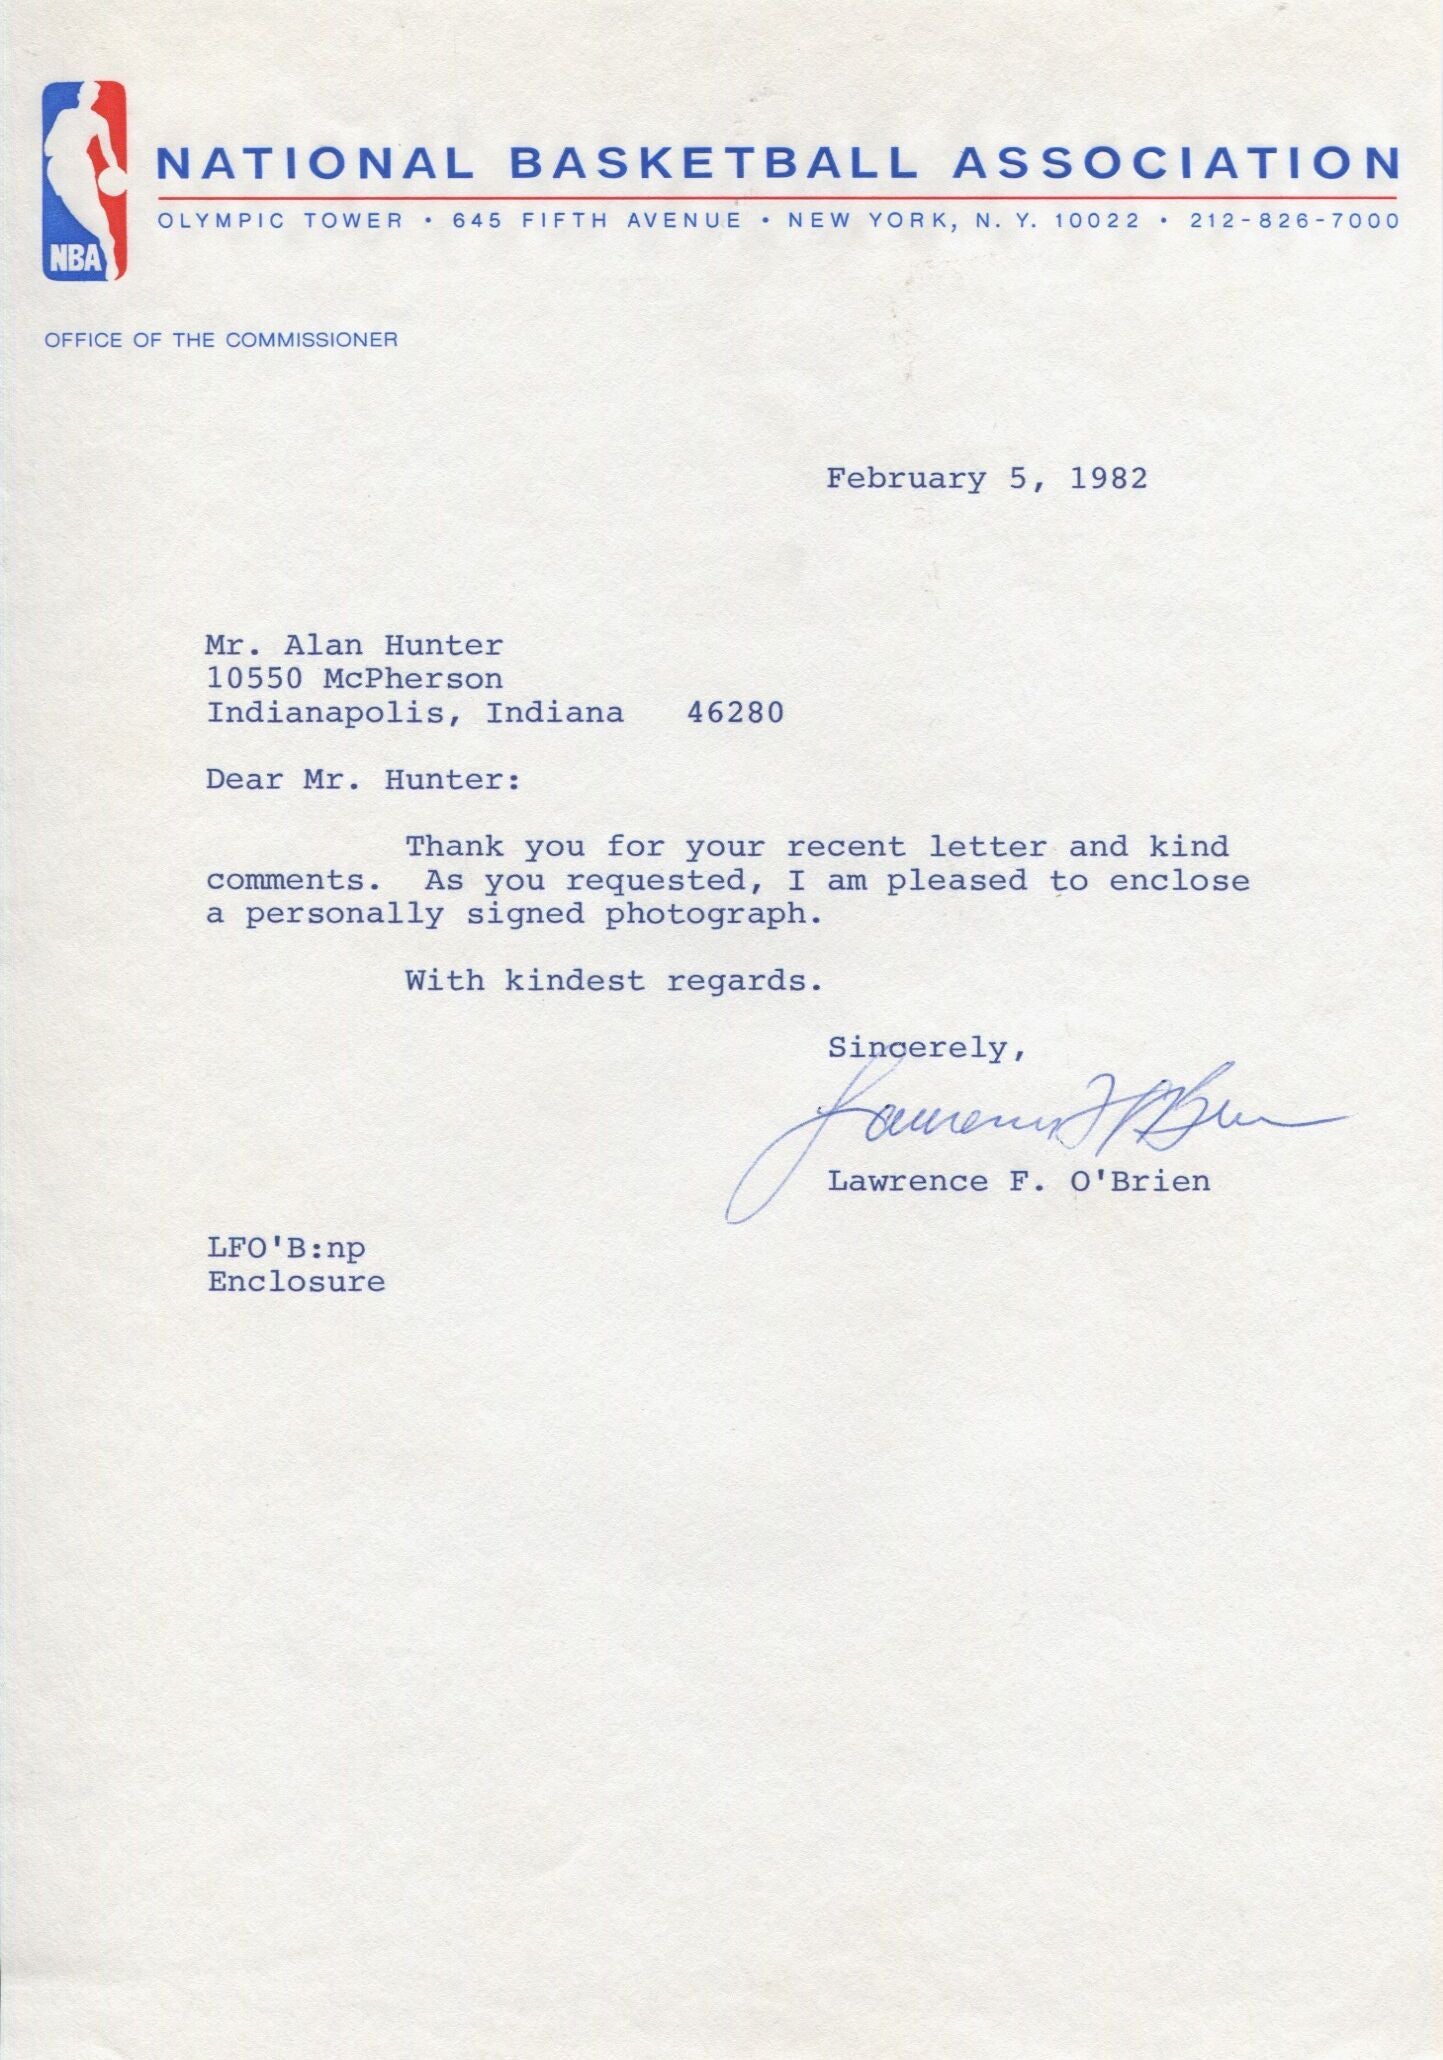 NBA
NATIONAL BASKETBALL ASSOCIATION
OLYMPIC TOWER • 645 FIFTH AVENUE • NEW YORK, N. Y. 10022 • 212-826-7000
OFFICE OF THE COMMISSIONER
February 5, 1982
Mr. Alan Hunter
10550 McPherson
Indianapolis, Indiana   46280
Dear Mr. Hunter:
Thank you for your recent letter and kind
comments.  As you requested, I am pleased to enclose
a personally signed photograph.
With kindest regards.
Sincerely,
Lawrence F O'Brien
Lawrence F. O'Brien
LFO'B:np
Enclosure